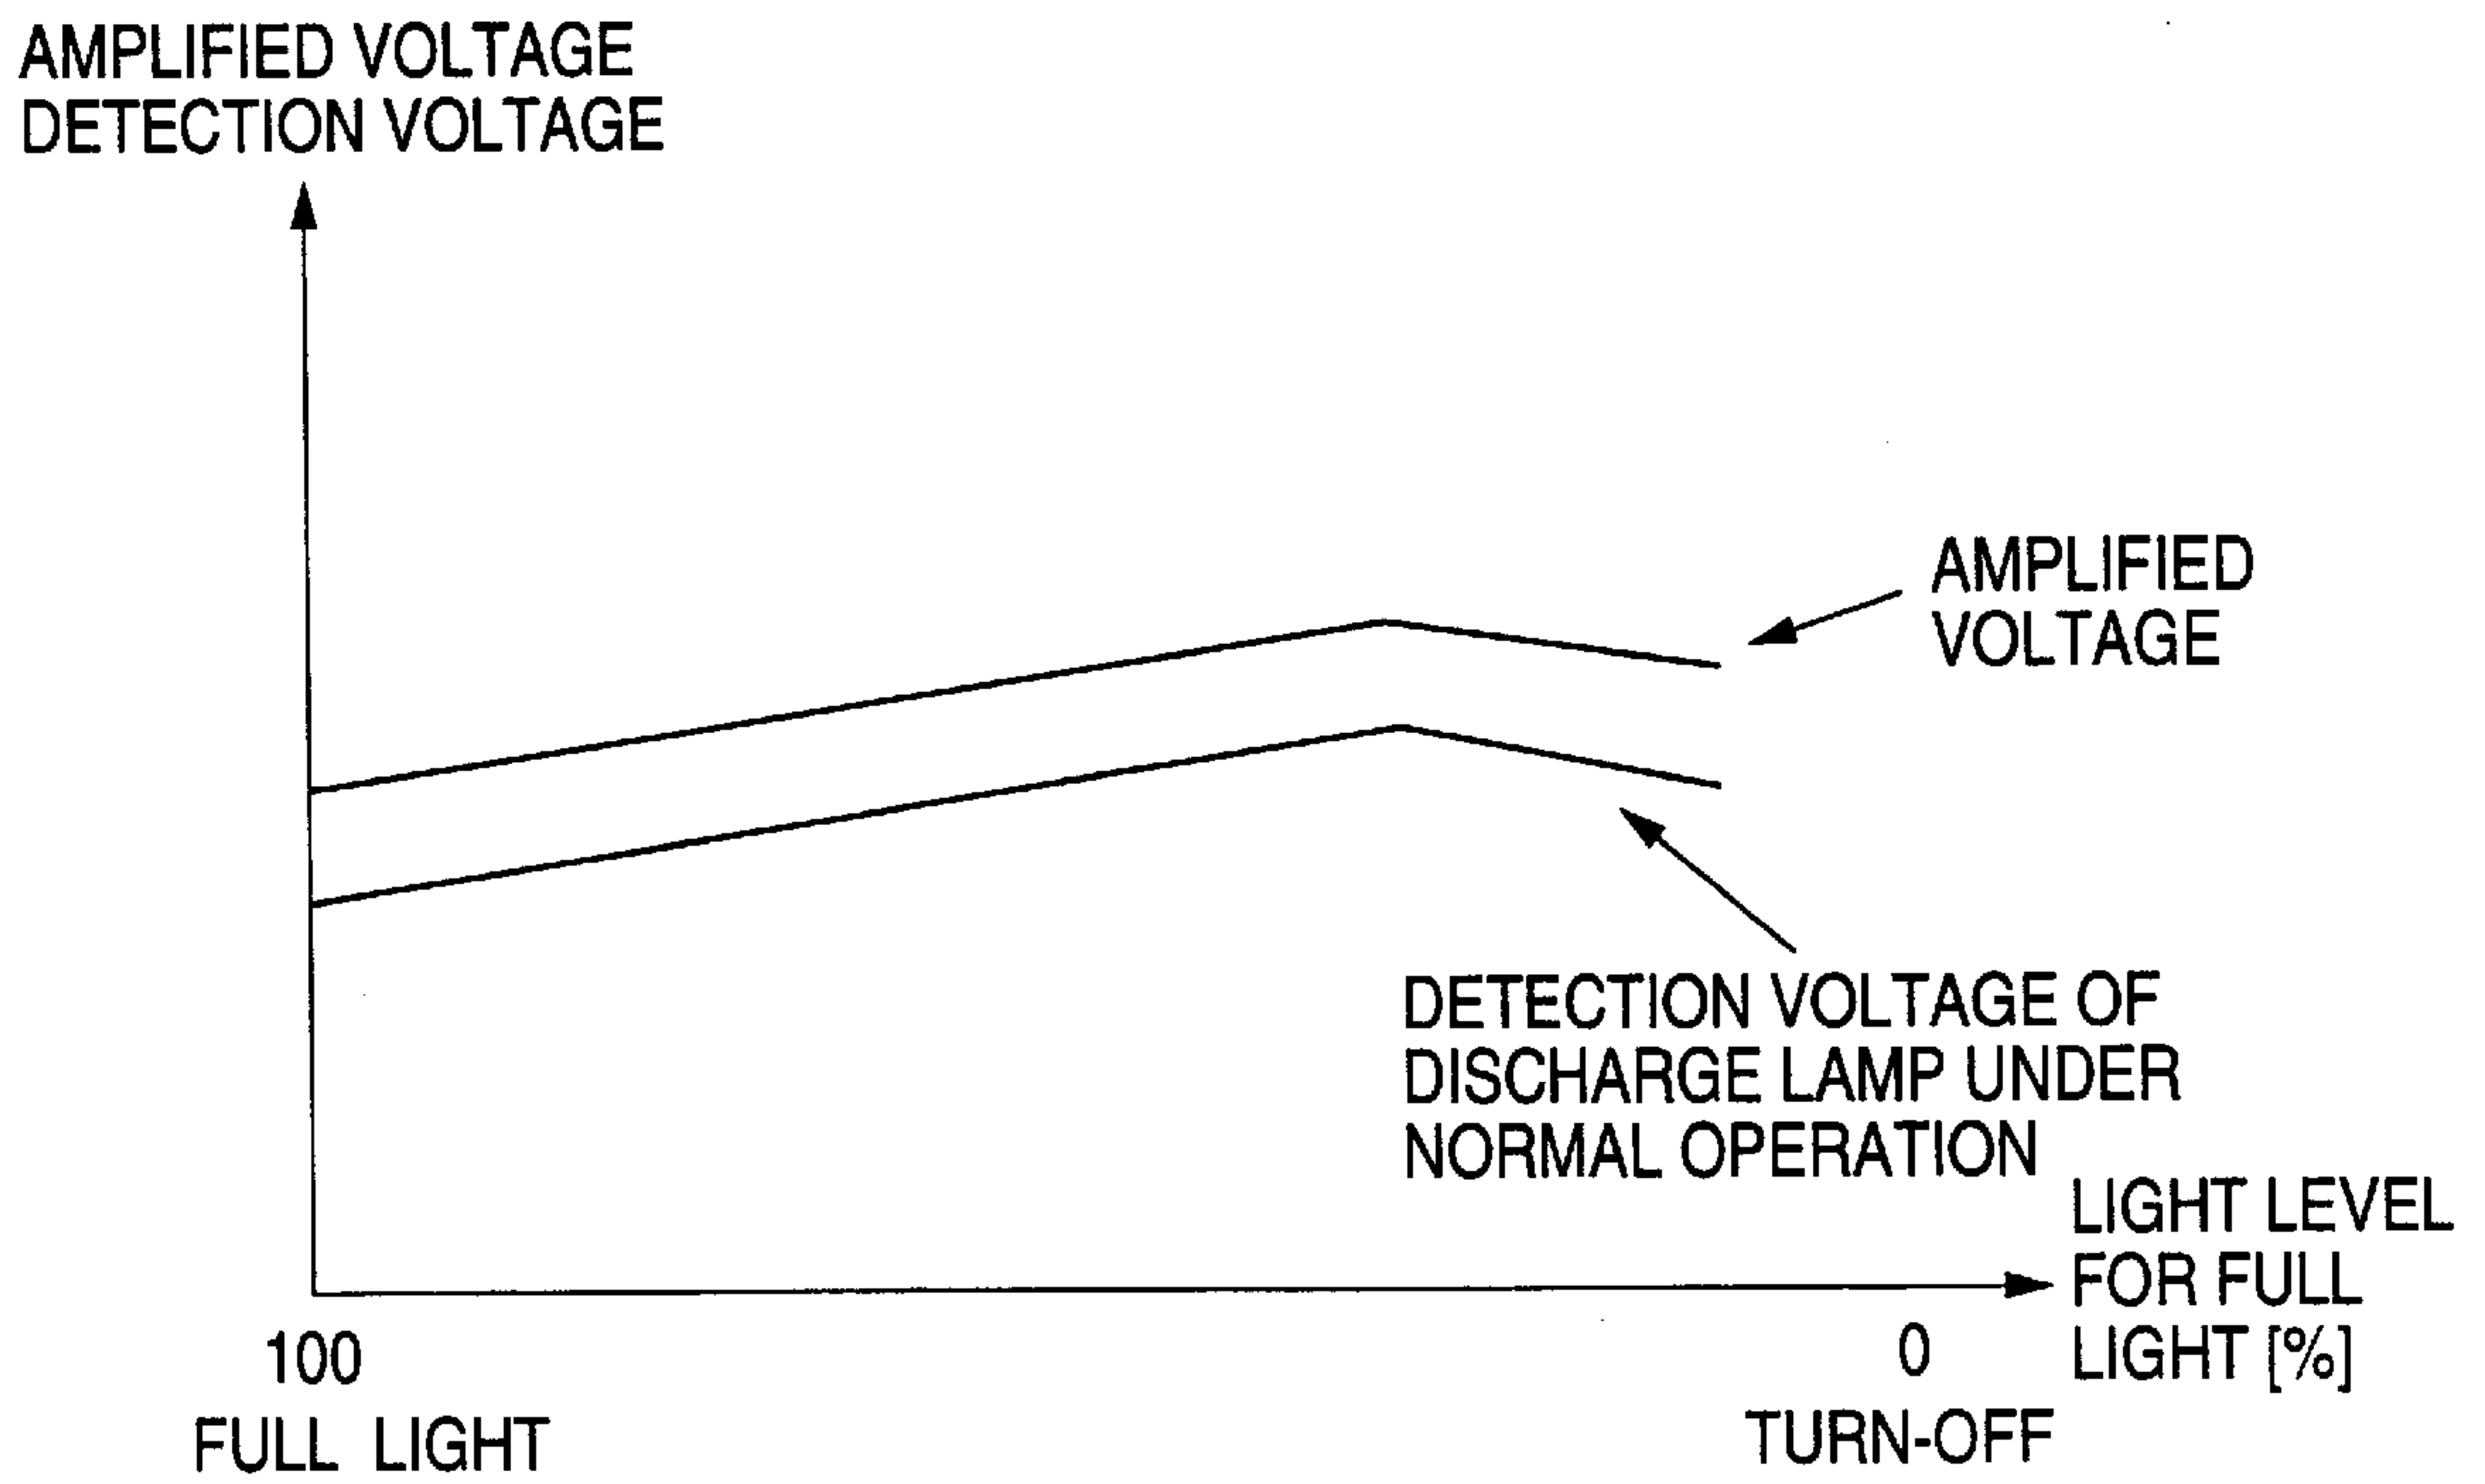 AMPLIFIED VOLTAGE
DETECTION VOLTAGE
AMPLIFIED
VOLTAGE
DETECTION VOLTAGE OF
DISCHARGE LAMP UNDER
NORMAL OPERATION
LIGHT LEVEL
FOR FULL
LIGHT [%]
100
FULL LIGHT
0
TURN-OFF